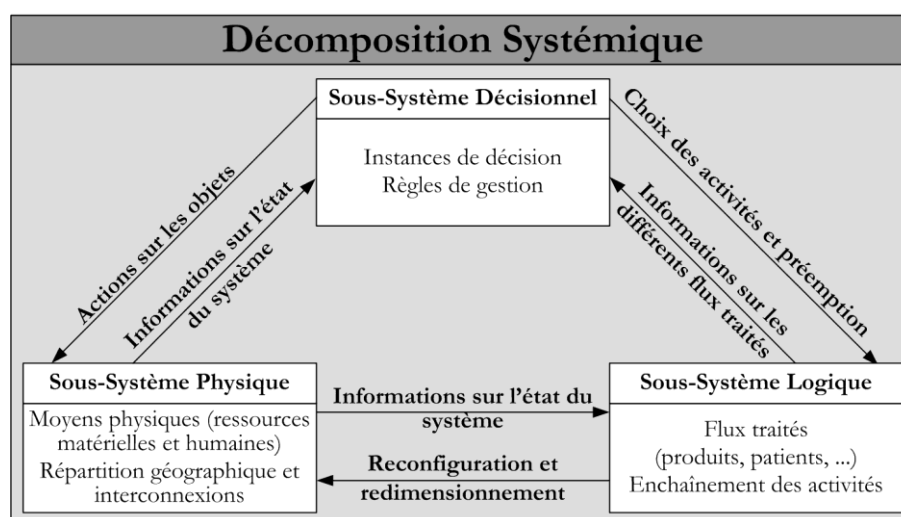 Décomposition Systémique
Sous-Système Décisionnel
Instances de décision
Règles de gestion
Actions sur les objets
Informations sur l'état
du système
Choix des activités et préemption
Informations sur les
différents flux traités
Sous-Système Physique
Moyens physiques (ressources
matérielles et humaines)
Répartition géographique et
interconnexions
Informations sur l'état du
système
Reconfiguration et
redimensionnement
Sous-Système Logique
Flux traités
(produits, patients, ...)
Enchaînement des activités